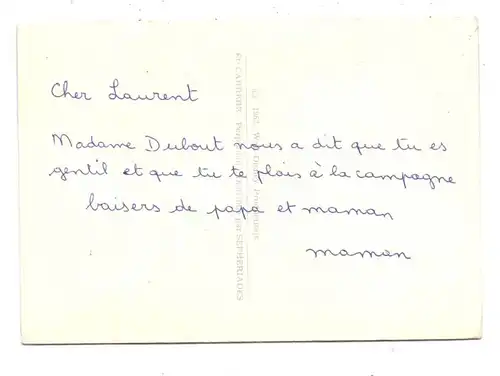 Cher Laurent
Madame Dubout nous a dit que tu es
gentil et que tu te plais à la campagne
baisers de papa et maman
maman